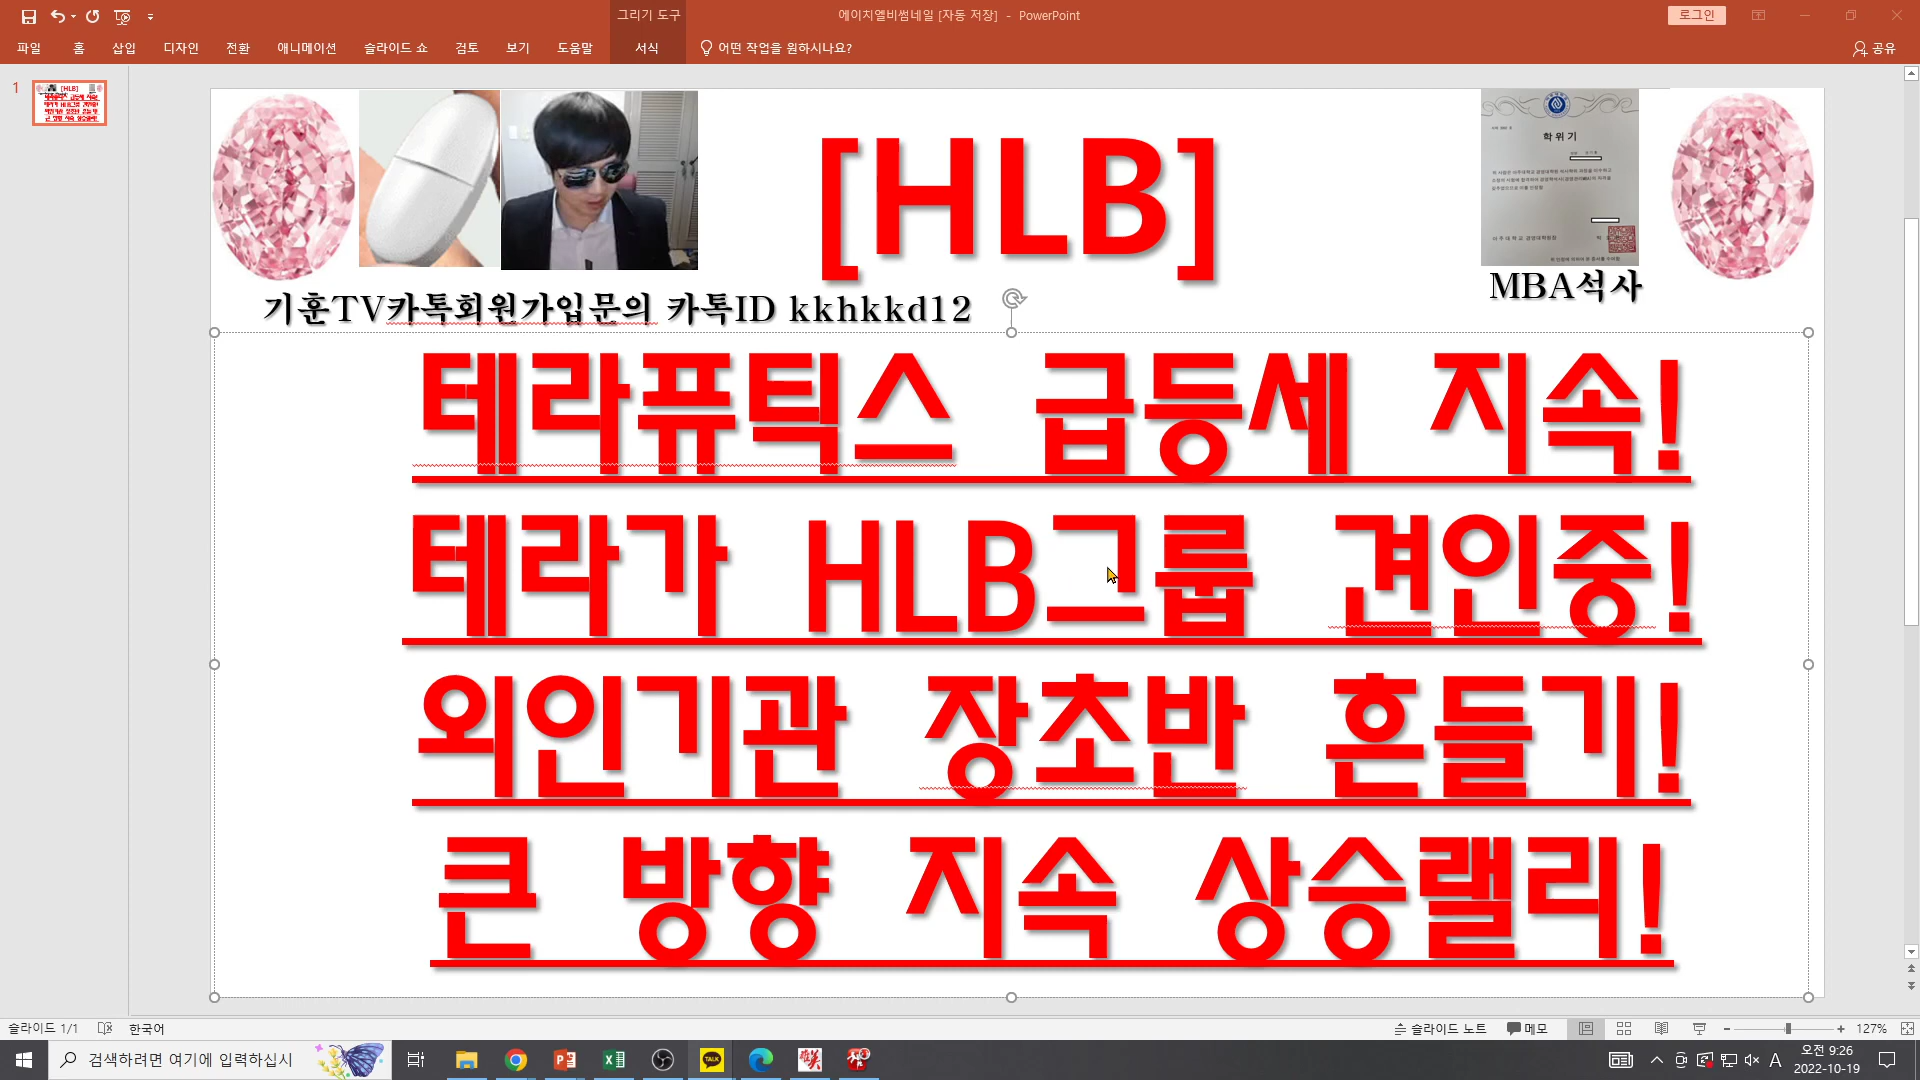 그리기 도구
에이치엘비썸네일 [자동 저장] - PowerPoint
로그인
파일 홈 삽입 디자인 전환 애니메이션 슬라이드 쇼 검토 보기 도움말 서식 어떤 작업을 원하시나요? 공유
1
[HLB]
학 위 기
MBA석사
기훈TV카톡회원가입문의 카톡ID kkhkkd12
테라퓨틱스 급등세 지속!
테라가 HLB그룹 견인중!
외인기관 장초반 흔들기!
큰 방향 지속 상승랠리!
슬라이드 1/1 한국어 슬라이드 노트 메모 127%
검색하려면 여기에 입력하십시
TALK
A
오전 9:26
2022-10-19